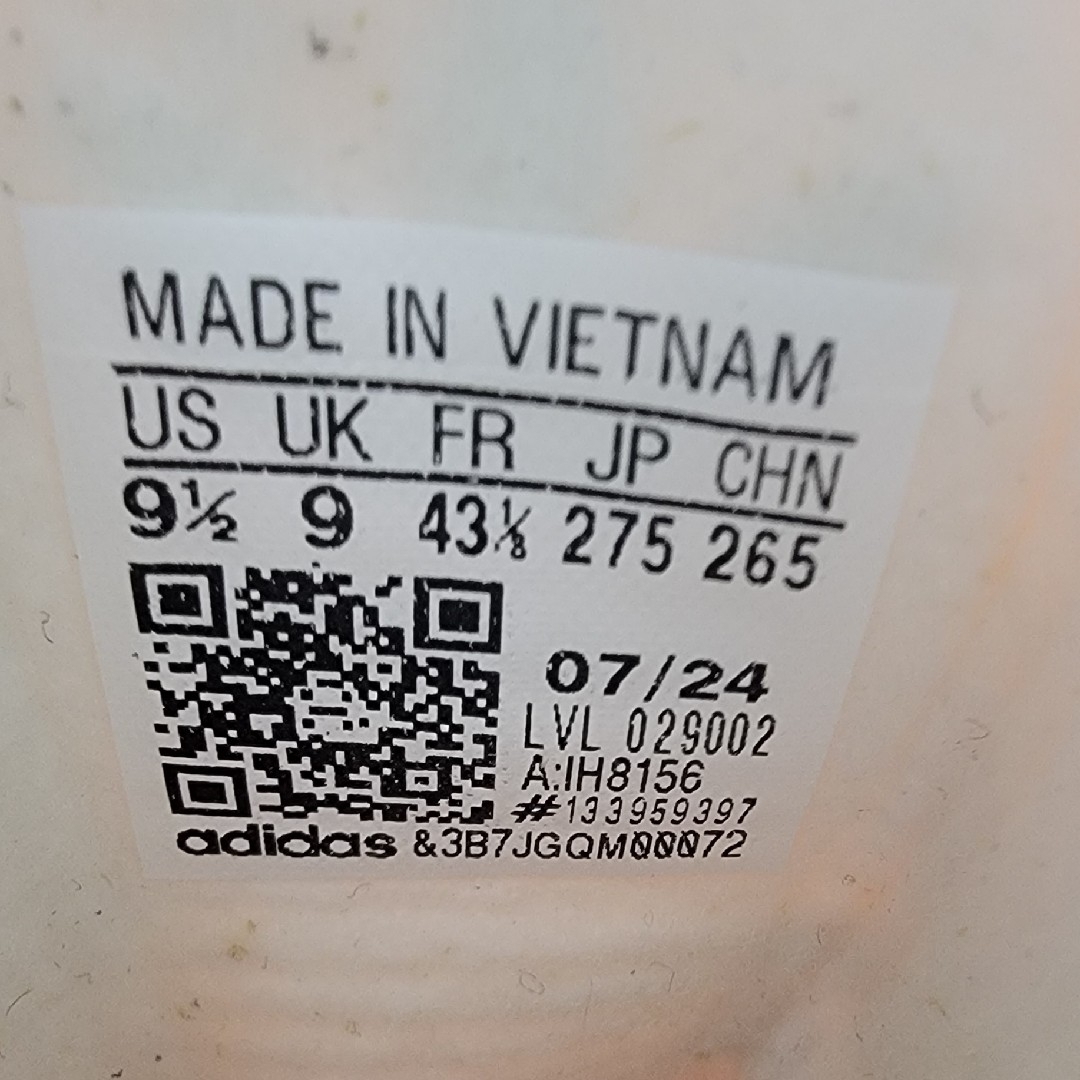 MADE IN VIETNAM
US UK FR JP CHN
9½ 9 43⅓ 275 265
07/24
LVL 029002
A:IH8156
#133959397
adidas &3B7JGQM00072